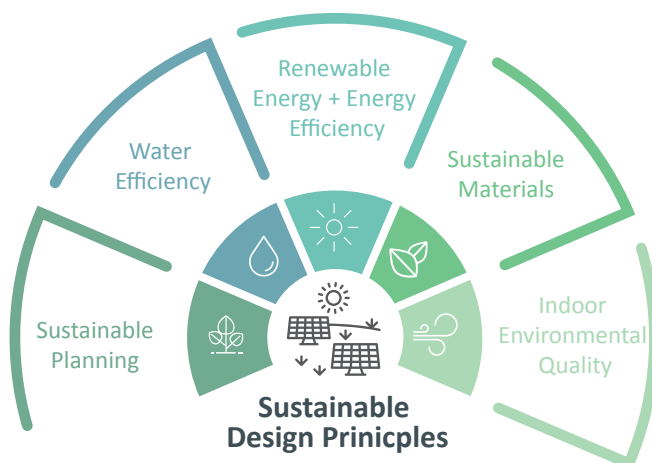 Renewable
Energy + Energy
Efficiency
Water
Efficiency
Sustainable
Materials
Sustainable
Planning
Indoor
Environmental
Quality
Sustainable
Design Prinicples